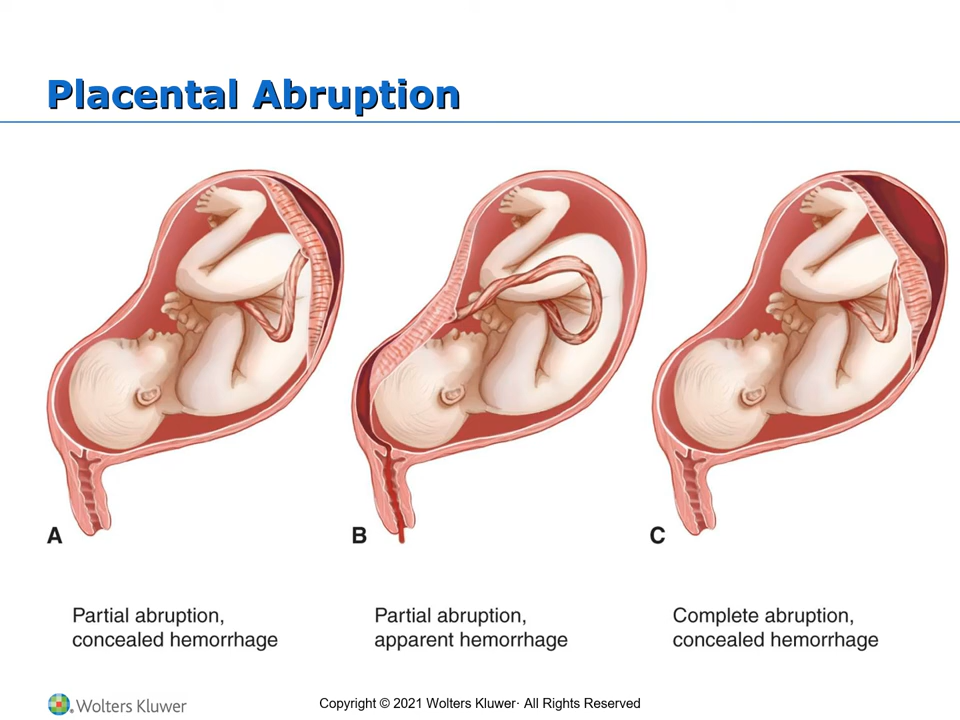 Placental Abruption
A
B
C
Partial abruption,
concealed hemorrhage
Partial abruption,
apparent hemorrhage
Complete abruption,
concealed hemorrhage
Wolters Kluwer
Copyright © 2021 Wolters Kluwer· All Rights Reserved